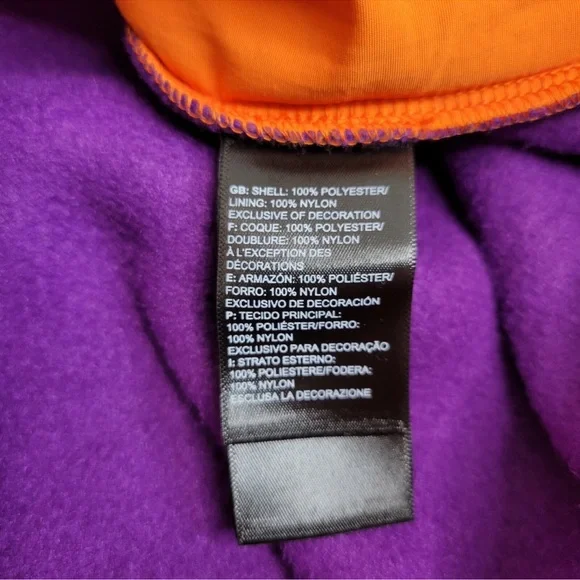 GB: SHELL: 100% POLYESTER/
LINING: 100% NYLON
EXCLUSIVE OF DECORATION
F: COQUE: 100% POLYESTER/
DOUBLURE: 100% NYLON
À L'EXCEPTION DES
DÉCORATIONS
E: ARMAZÓN: 100% POLIÉSTER/
FORRO: 100% NYLON
EXCLUSIVO DE DECORACIÓN
P: TECIDO PRINCIPAL:
100% POLIÉSTER/FORRO:
100% NYLON
EXCLUSIVO PARA DECORAÇÃO
I: STRATO ESTERNO:
100% POLIESTERE/FODERA:
100% NYLON
ESCLUSA LA DECORAZIONE